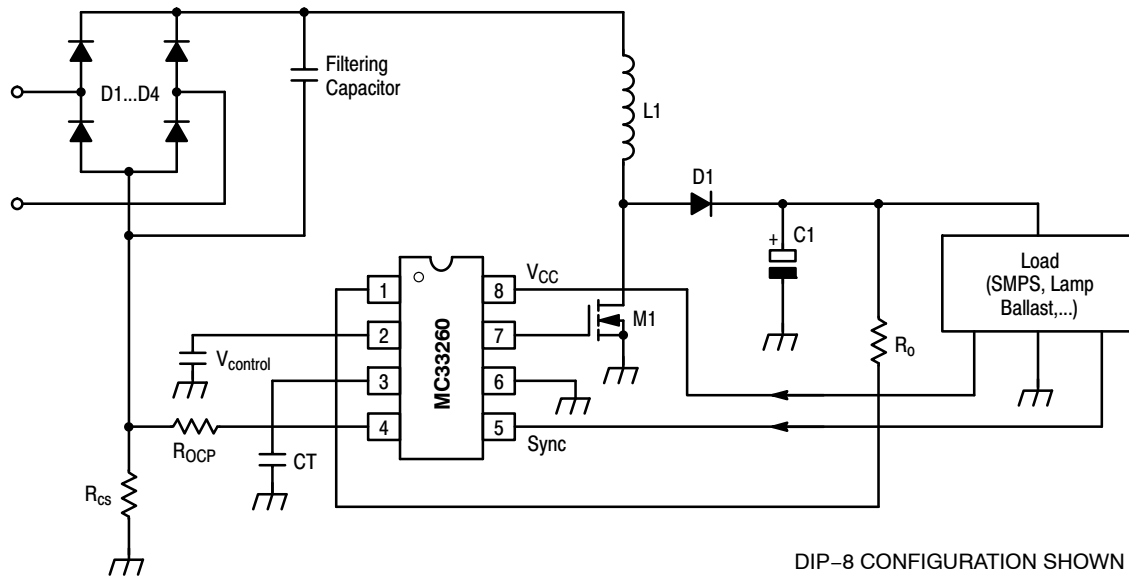 D1...D4
Filtering
Capacitor
L1
D1
+
C1
Load
(SMPS, Lamp
Ballast,...)
VCC
1
8
M1
Ro
Vcontrol
2
7
MC33260
3
6
ROCP
4
5
Sync
CT
Rcs
DIP−8 CONFIGURATION SHOWN